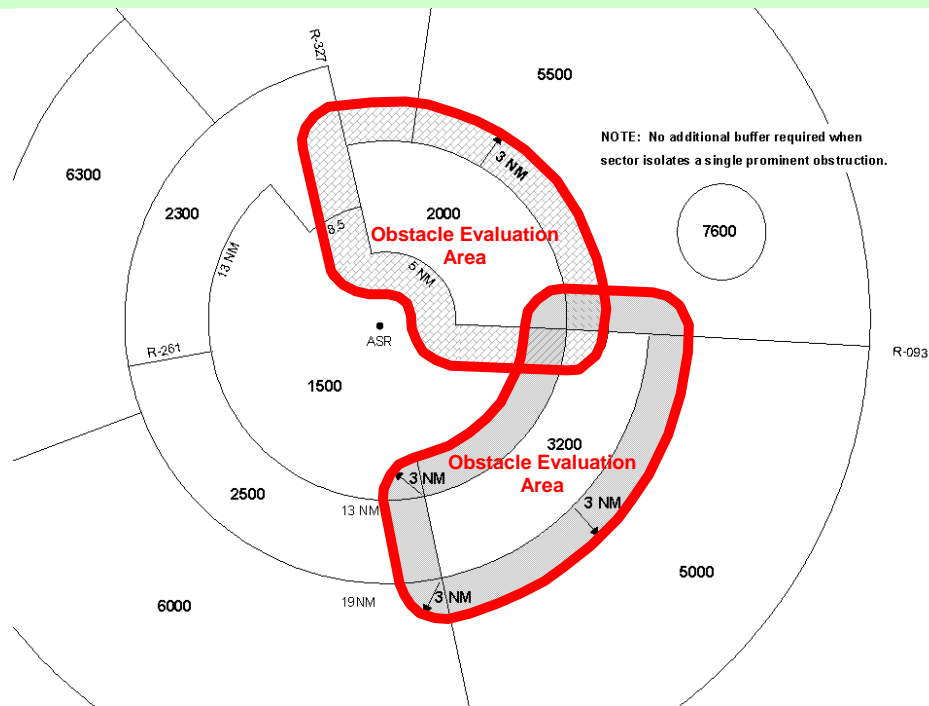 R-327
5500
NOTE: No additional buffer required when
sector isolates a single prominent obstruction.
3 NM
6300
2300
2000
7600
8.5
Obstacle Evaluation
Area
13 NM
5 NM
ASR
R-261
R-093
1500
3200
Obstacle Evaluation
Area
3 NM
2500
13 NM
3 NM
5000
6000
19NM
3 NM